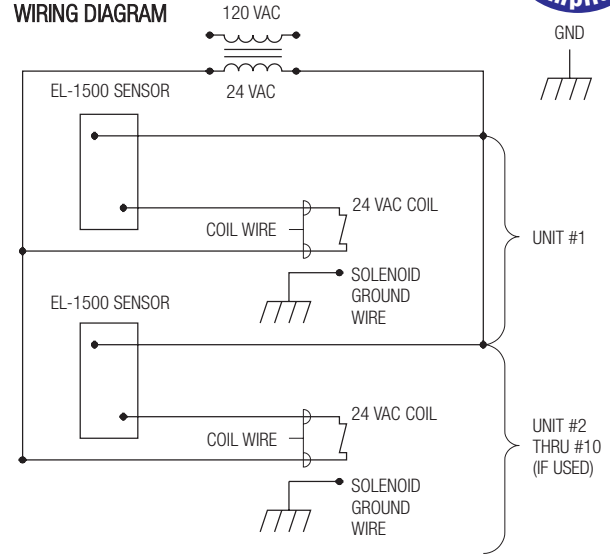 WIRING DIAGRAM
120 VAC
GND
24 VAC
EL-1500 SENSOR
24 VAC COIL
COIL WIRE
UNIT #1
SOLENOID
GROUND
WIRE
EL-1500 SENSOR
24 VAC COIL
COIL WIRE
UNIT #2
THRU #10
(IF USED)
SOLENOID
GROUND
WIRE